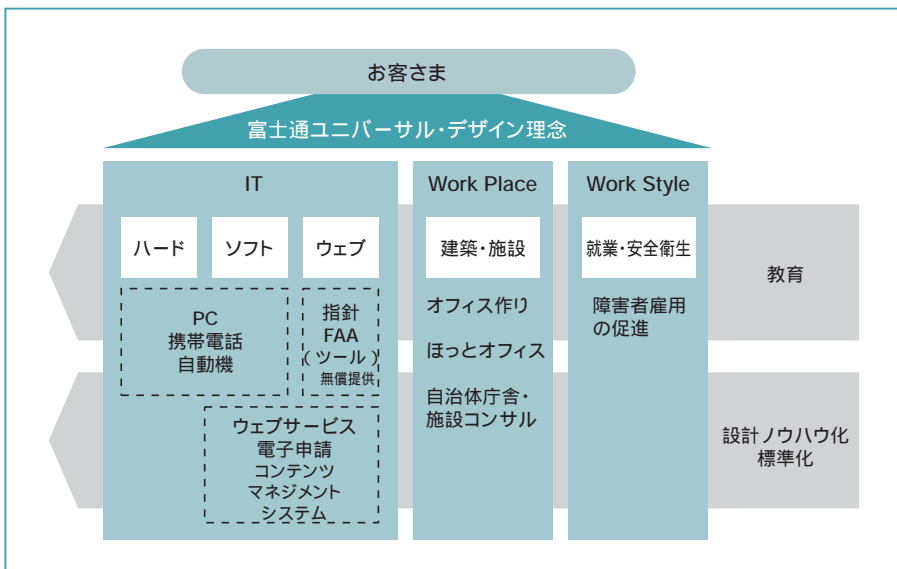 お客さま
富士通ユニバーサル・デザイン理念
IT
ハード
ソフト
ウェブ
PC
携帯電話
自動機
指針
FAA
(ツール)
無償提供
ウェブサービス
電子申請
コンテンツ
マネジメント
システム
Work Place
建築・施設
オフィス作り
ほっとオフィス
自治体庁舎・
施設コンサル
Work Style
就業・安全衛生
障害者雇用
の促進
教育
設計ノウハウ化
標準化